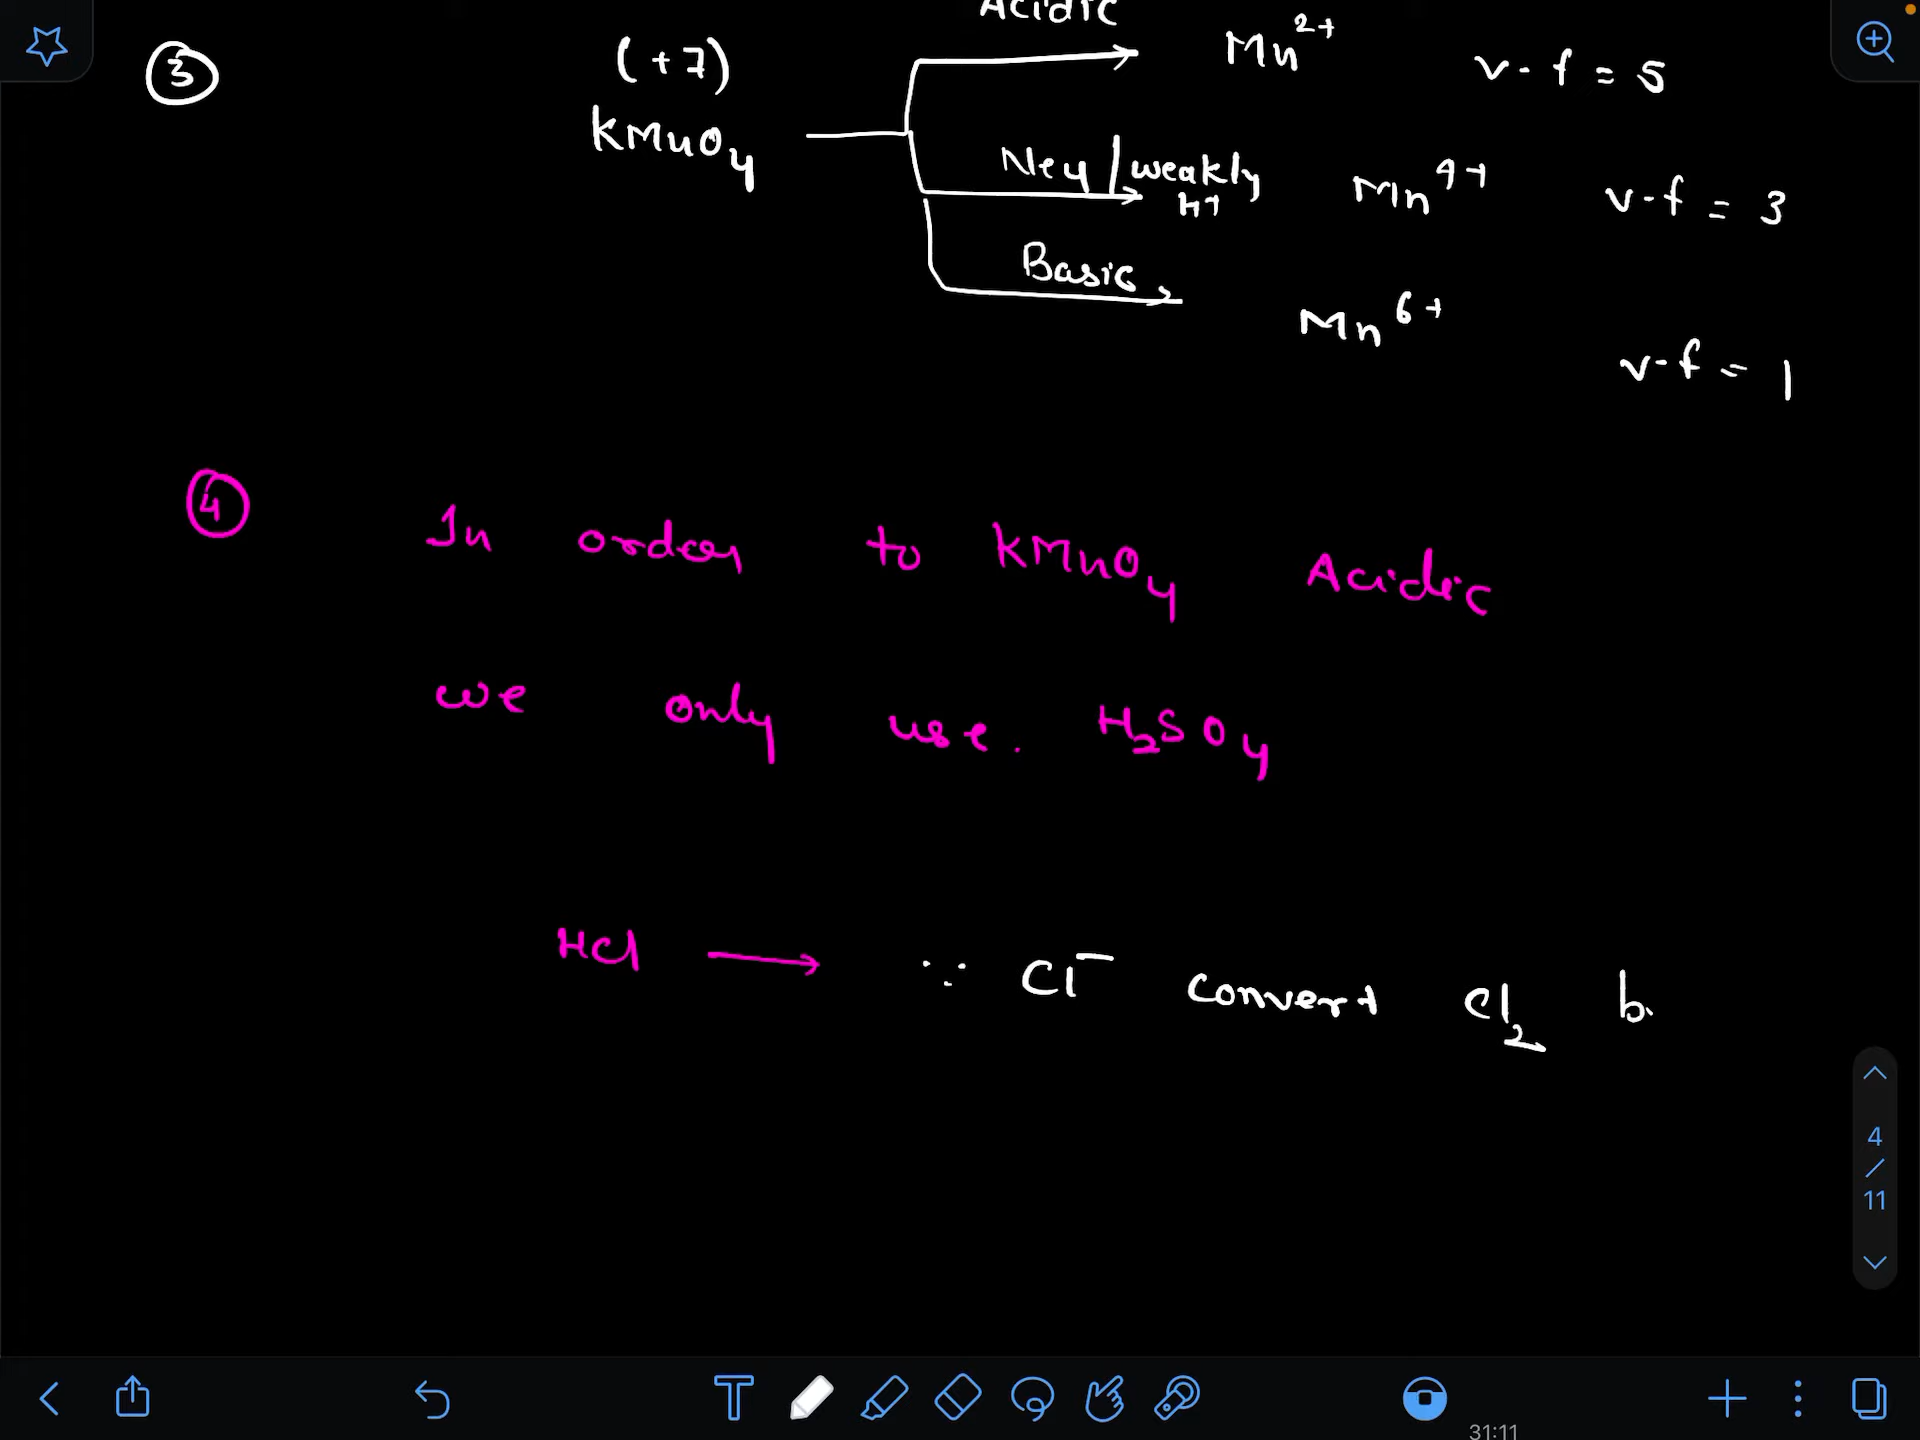 Acidic
③ (+7) Mn²⁺ v-f = 5
KMnO₄
Neu | weakly Mn⁴⁺ v-f = 3
Basic
Mn⁶⁺
v-f = 1
④ In order to KMnO₄ Acidic
we only use. H₂SO₄
HCl → ∵ Cl⁻ convert Cl₂ b
4
/
11
31:11